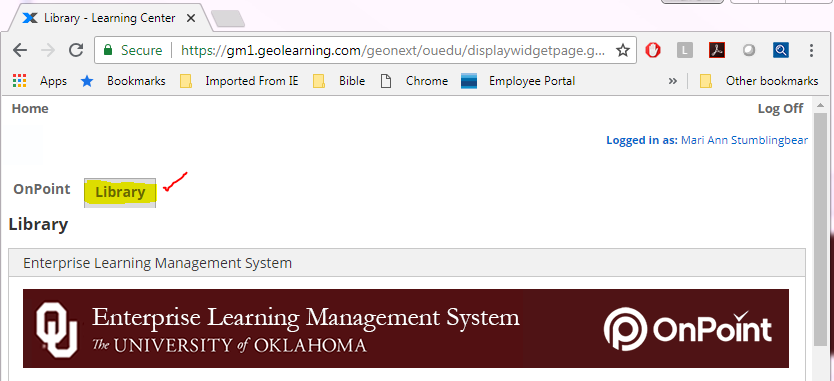 Library - Learning Center
Secure https://gm1.geolearning.com/geonext/ouedu/displaywidgetpage.g...
Apps Bookmarks Imported From IE Bible Chrome Employee Portal » Other bookmarks
Home Log Off
Logged in as: Mari Ann Stumblingbear
OnPoint Library
Library
Enterprise Learning Management System
Enterprise Learning Management System
The UNIVERSITY of OKLAHOMA
OnPoint